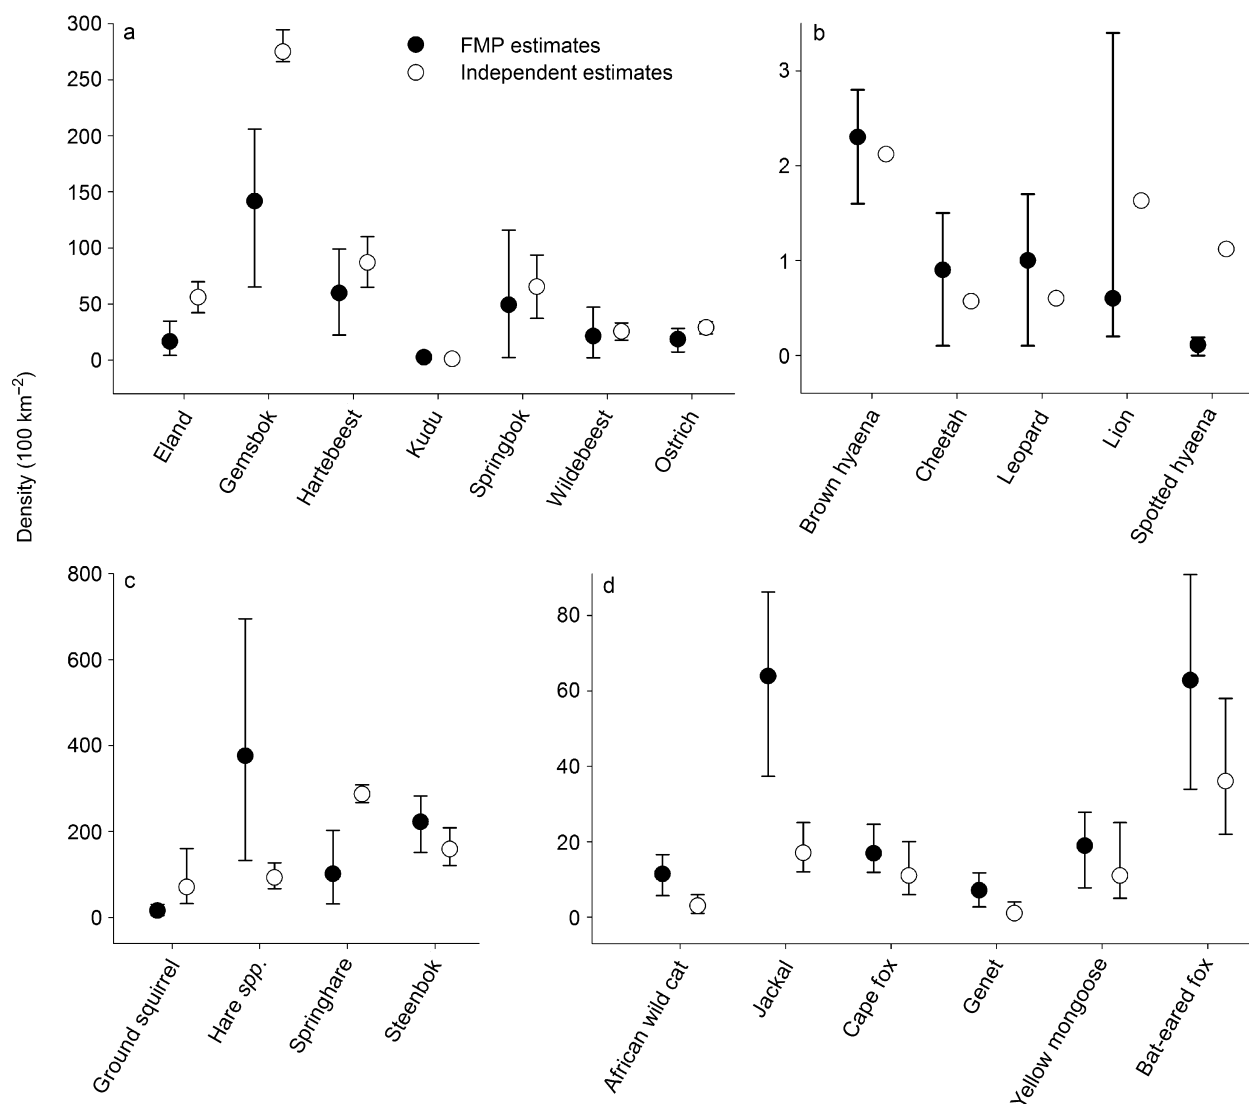 a
300
250
200
150
100
50
0
FMP estimates
Independent estimates
Eland
Gemsbok
Hartebeest
Kudu
Springbok
Wildebeest
Ostrich
b
3
2
1
0
Brown hyaena
Cheetah
Leopard
Lion
Spotted hyaena
Density (100 km⁻²)
c
800
600
400
200
0
Ground squirrel
Hare spp.
Springhare
Steenbok
d
80
60
40
20
0
African wild cat
Jackal
Cape fox
Genet
Yellow mongoose
Bat-eared fox